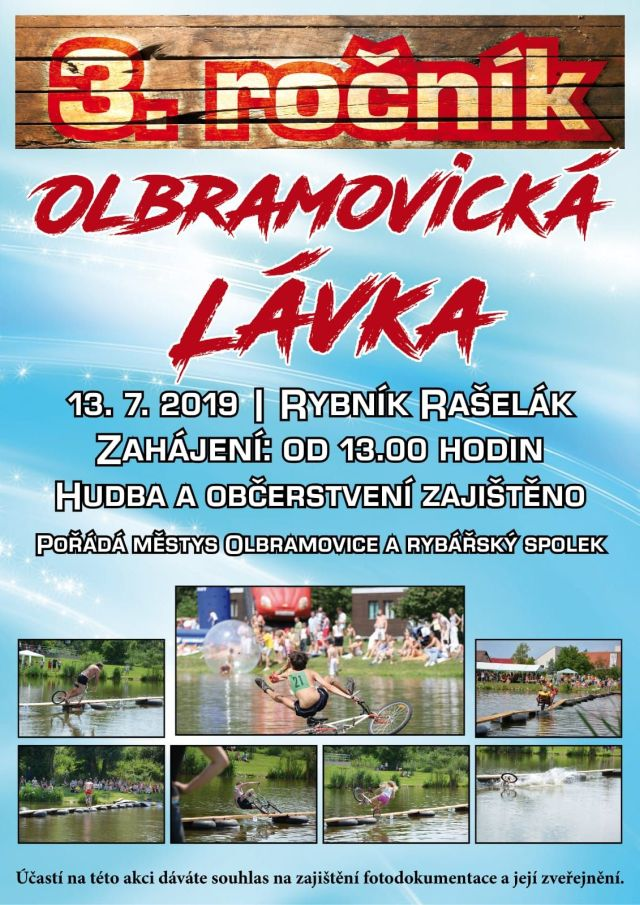 3. ročník
OLBRAMOVICKÁ
LÁVKA
13. 7. 2019 | RYBNÍK RAŠELÁK
ZAHÁJENÍ: OD 13.00 HODIN
HUDBA A OBČERSTVENÍ ZAJIŠTĚNO
POŘÁDÁ MĚSTYS OLBRAMOVICE A RYBÁŘSKÝ SPOLEK
21
Účastí na této akci dáváte souhlas na zajištění fotodokumentace a její zveřejnění.